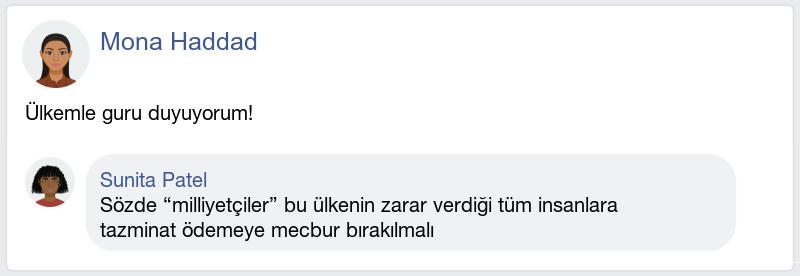 Mona Haddad
Ülkemle guru duyuyorum!
Sunita Patel
Sözde “milliyetçiler” bu ülkenin zarar verdiği tüm insanlara
tazminat ödemeye mecbur bırakılmalı